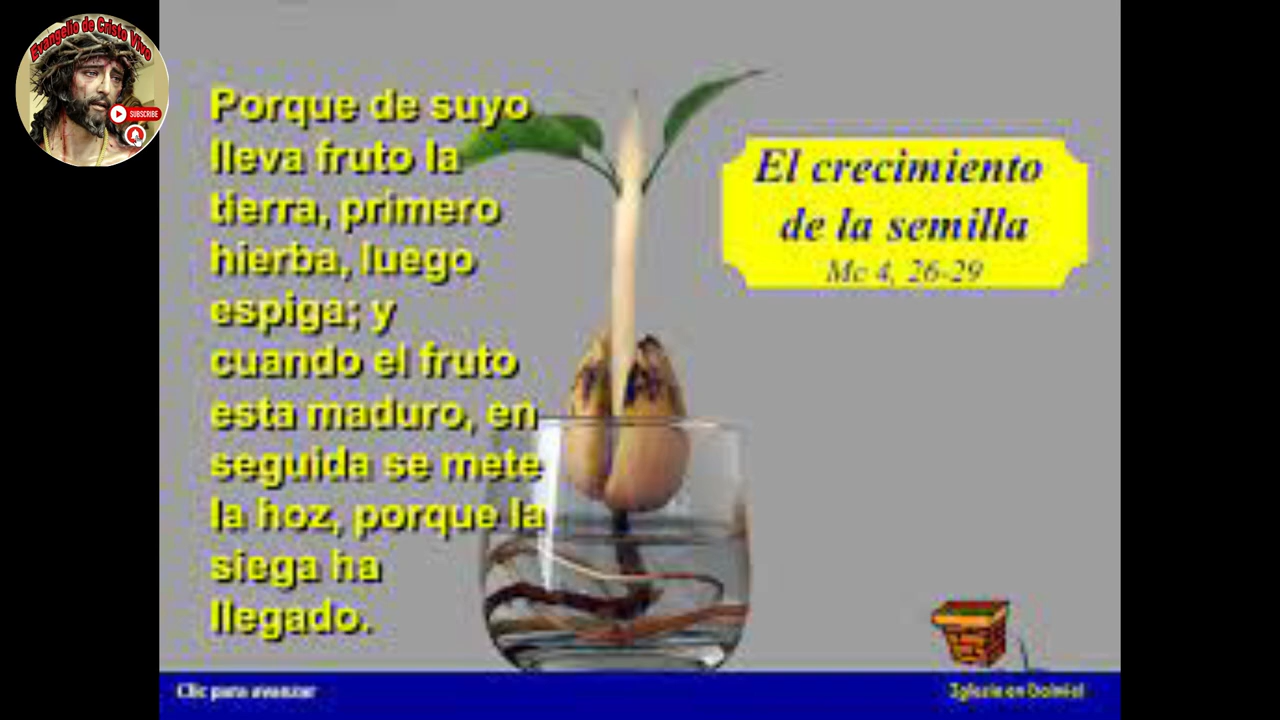 Evangelio de Cristo Vivo
SUBSCRIBE
Porque de suyo
lleva fruto la
tierra, primero
hierba, luego
espiga; y
cuando el fruto
esta maduro, en
seguida se mete
la hoz, porque la
siega ha
llegado.
El crecimiento
de la semilla
Mc 4, 26-29
Clic para avanzar
Iglesia en